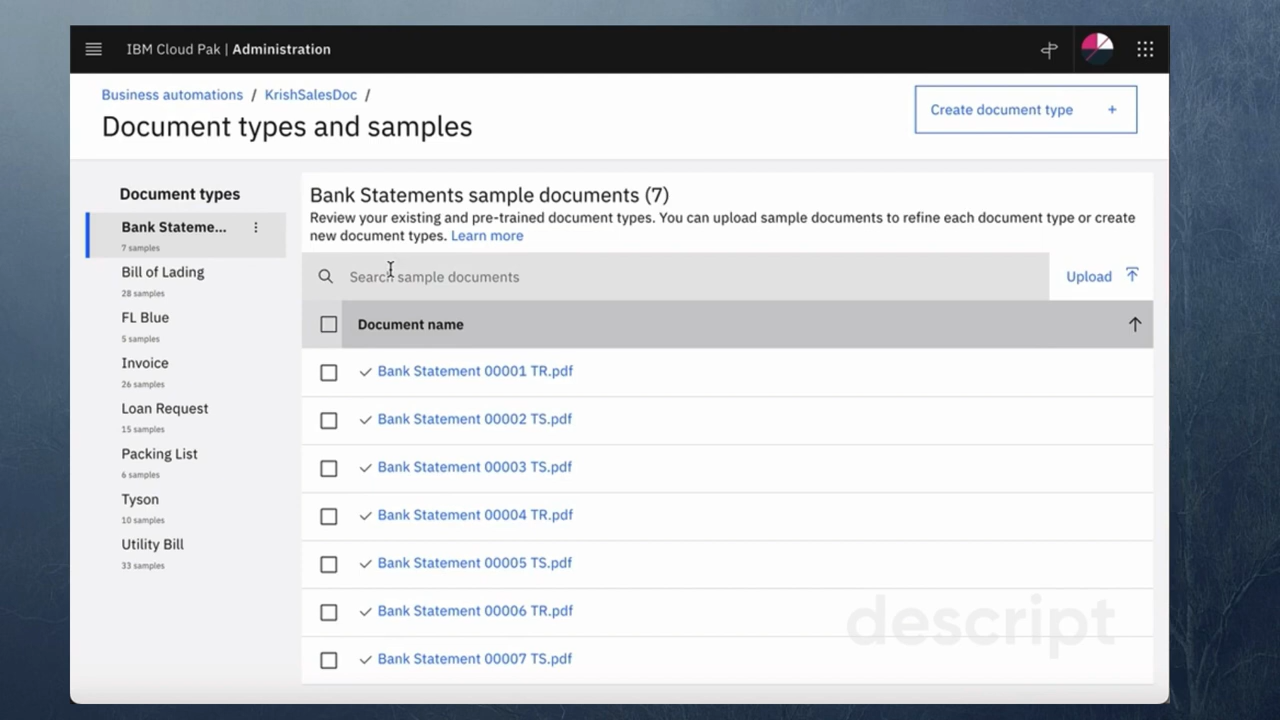 IBM Cloud Pak | Administration
Business automations / KrishSalesDoc /
Document types and samples
Create document type +
Document types
Bank Stateme...
7 samples
Bill of Lading
28 samples
FL Blue
5 samples
Invoice
26 samples
Loan Request
15 samples
Packing List
6 samples
Tyson
10 samples
Utility Bill
33 samples
Bank Statements sample documents (7)
Review your existing and pre-trained document types. You can upload sample documents to refine each document type or create
new document types. Learn more
Search sample documents
Upload
Document name
Bank Statement 00001 TR.pdf
Bank Statement 00002 TS.pdf
Bank Statement 00003 TS.pdf
Bank Statement 00004 TR.pdf
Bank Statement 00005 TS.pdf
Bank Statement 00006 TR.pdf
Bank Statement 00007 TS.pdf
descript